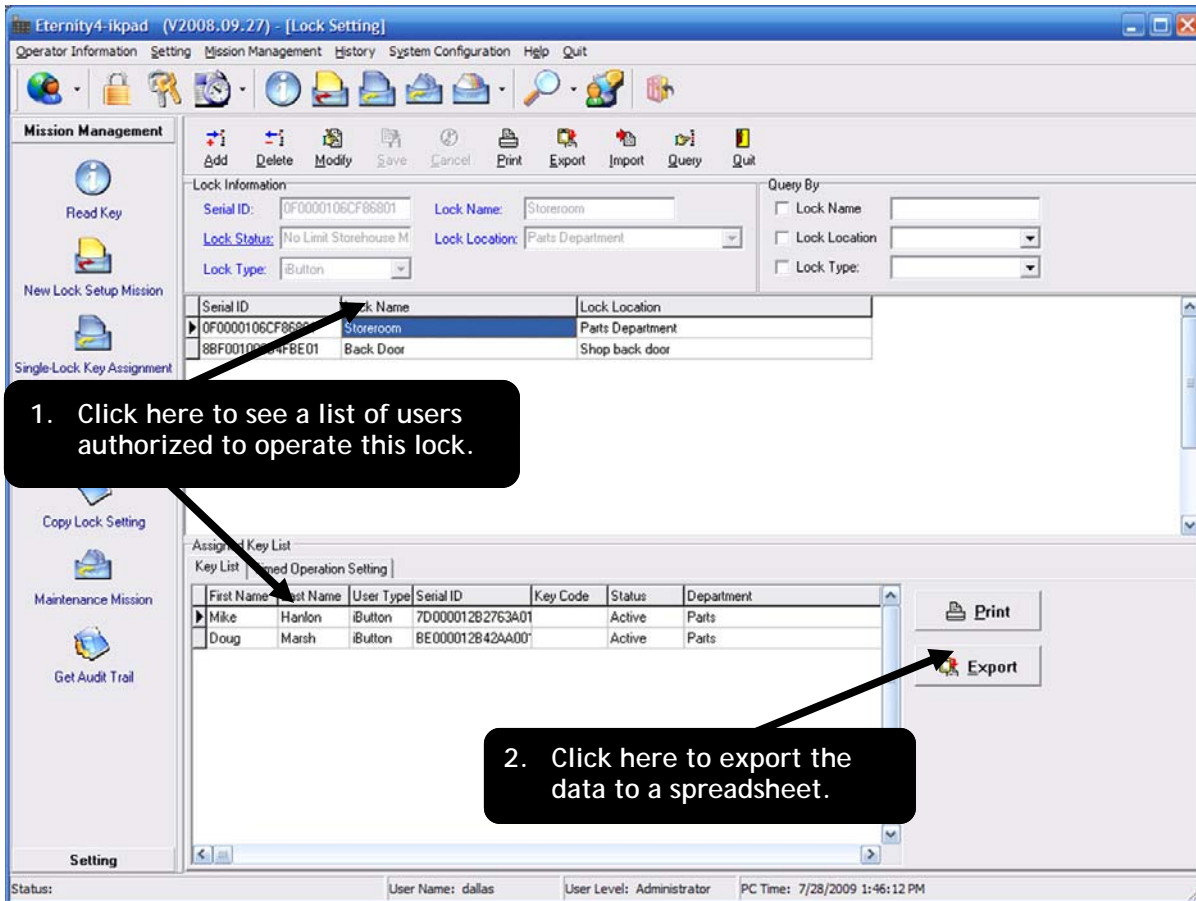 Eternity4-ikpad (V2008.09.27) - [Lock Setting]
Operator Information Setting Mission Management History System Configuration Help Quit
Mission Management
Add Delete Modify Save Cancel Print Export Import Query Quit
Lock Information
Query By
Serial ID: 0F0000106CF86801 Lock Name: Storeroom
Lock Name
Lock Status: No Limit Storehouse M Lock Location: Parts Department
Lock Location
Lock Type: iButton
Lock Type:
Read Key
New Lock Setup Mission
Single-Lock Key Assignment
Serial ID Lock Name Lock Location
Storeroom Parts Department
Back Door Shop back door
1. Click here to see a list of users
authorized to operate this lock.
Copy Lock Setting
Maintenance Mission
Get Audit Trail
Setting
Assigned Key List
Key List Timed Operation Setting
First Name Last Name User Type Serial ID Key Code Status Department
Mike Hanlon iButton 7D000012B2763A01 Active Parts
Doug Marsh iButton BE000012B42AA001 Active Parts
Print
Export
2. Click here to export the
data to a spreadsheet.
Status: User Name: dallas User Level: Administrator PC Time: 7/28/2009 1:46:12 PM